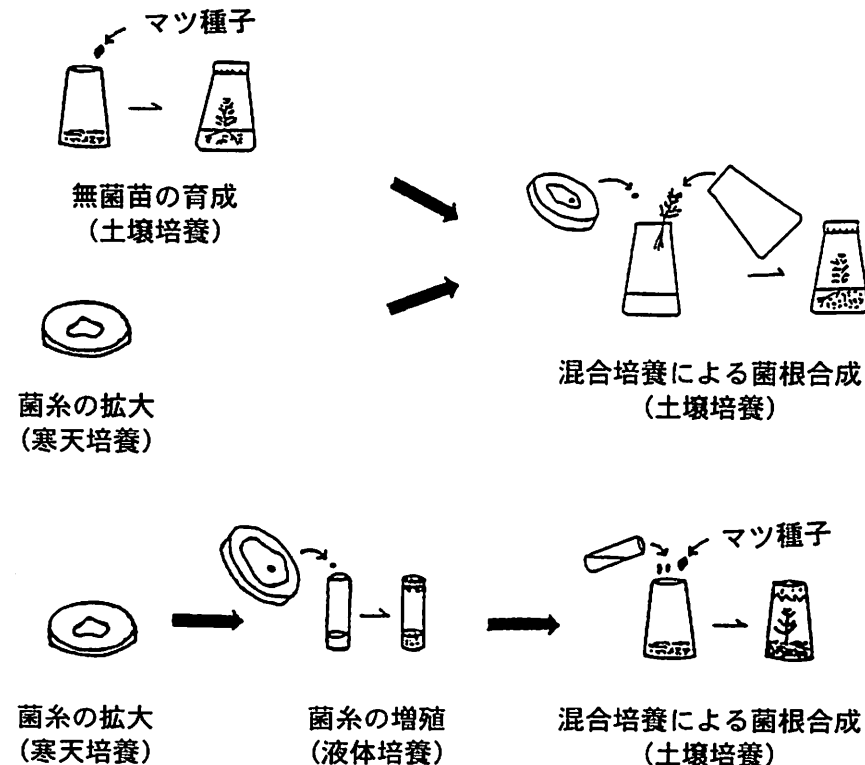 マツ種子
無菌苗の育成
(土壌培養)
菌糸の拡大
(寒天培養)
混合培養による菌根合成
(土壌培養)
マツ種子
菌糸の拡大
(寒天培養)
菌糸の増殖
(液体培養)
混合培養による菌根合成
(土壌培養)